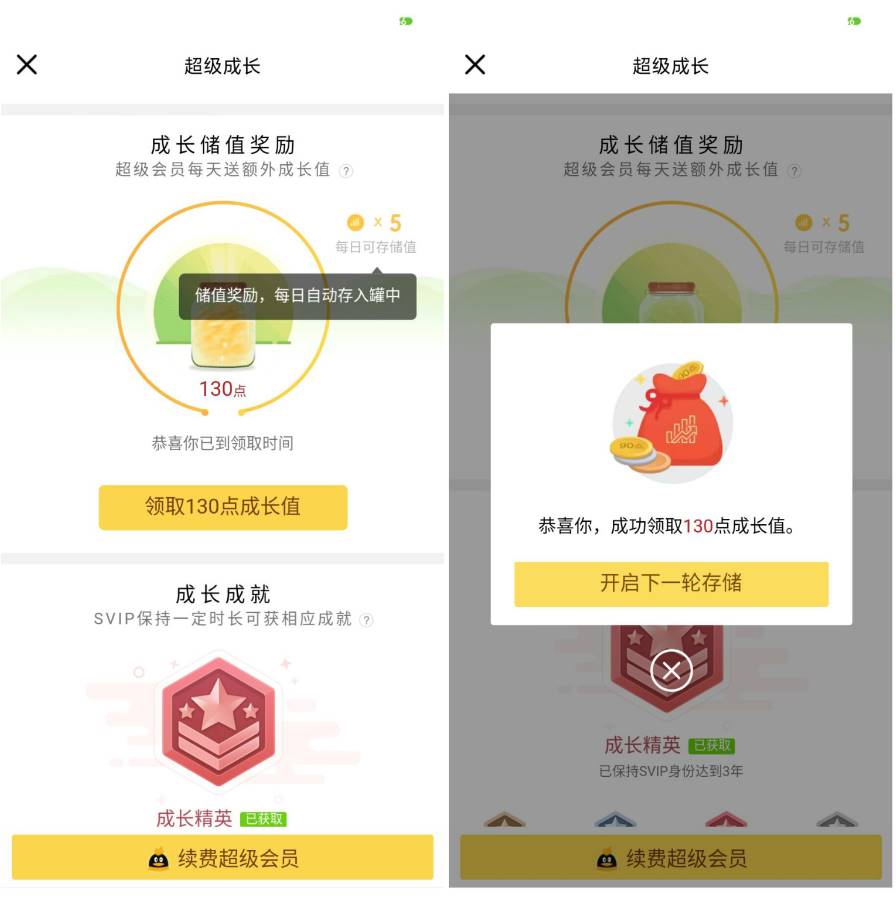 超级成长
成长储值奖励
超级会员每天送额外成长值 ?
x 5
每日可存储值
储值奖励，每日自动存入罐中
130点
恭喜你已到领取时间
领取130点成长值
成长成就
SVIP保持一定时长可获相应成就 ?
成长精英 已获取
续费超级会员
超级成长
成长储值奖励
超级会员每天送额外成长值 ?
x 5
每日可存储值
恭喜你，成功领取130点成长值。
开启下一轮存储
成长精英 已获取
已保持SVIP身份达到3年
续费超级会员